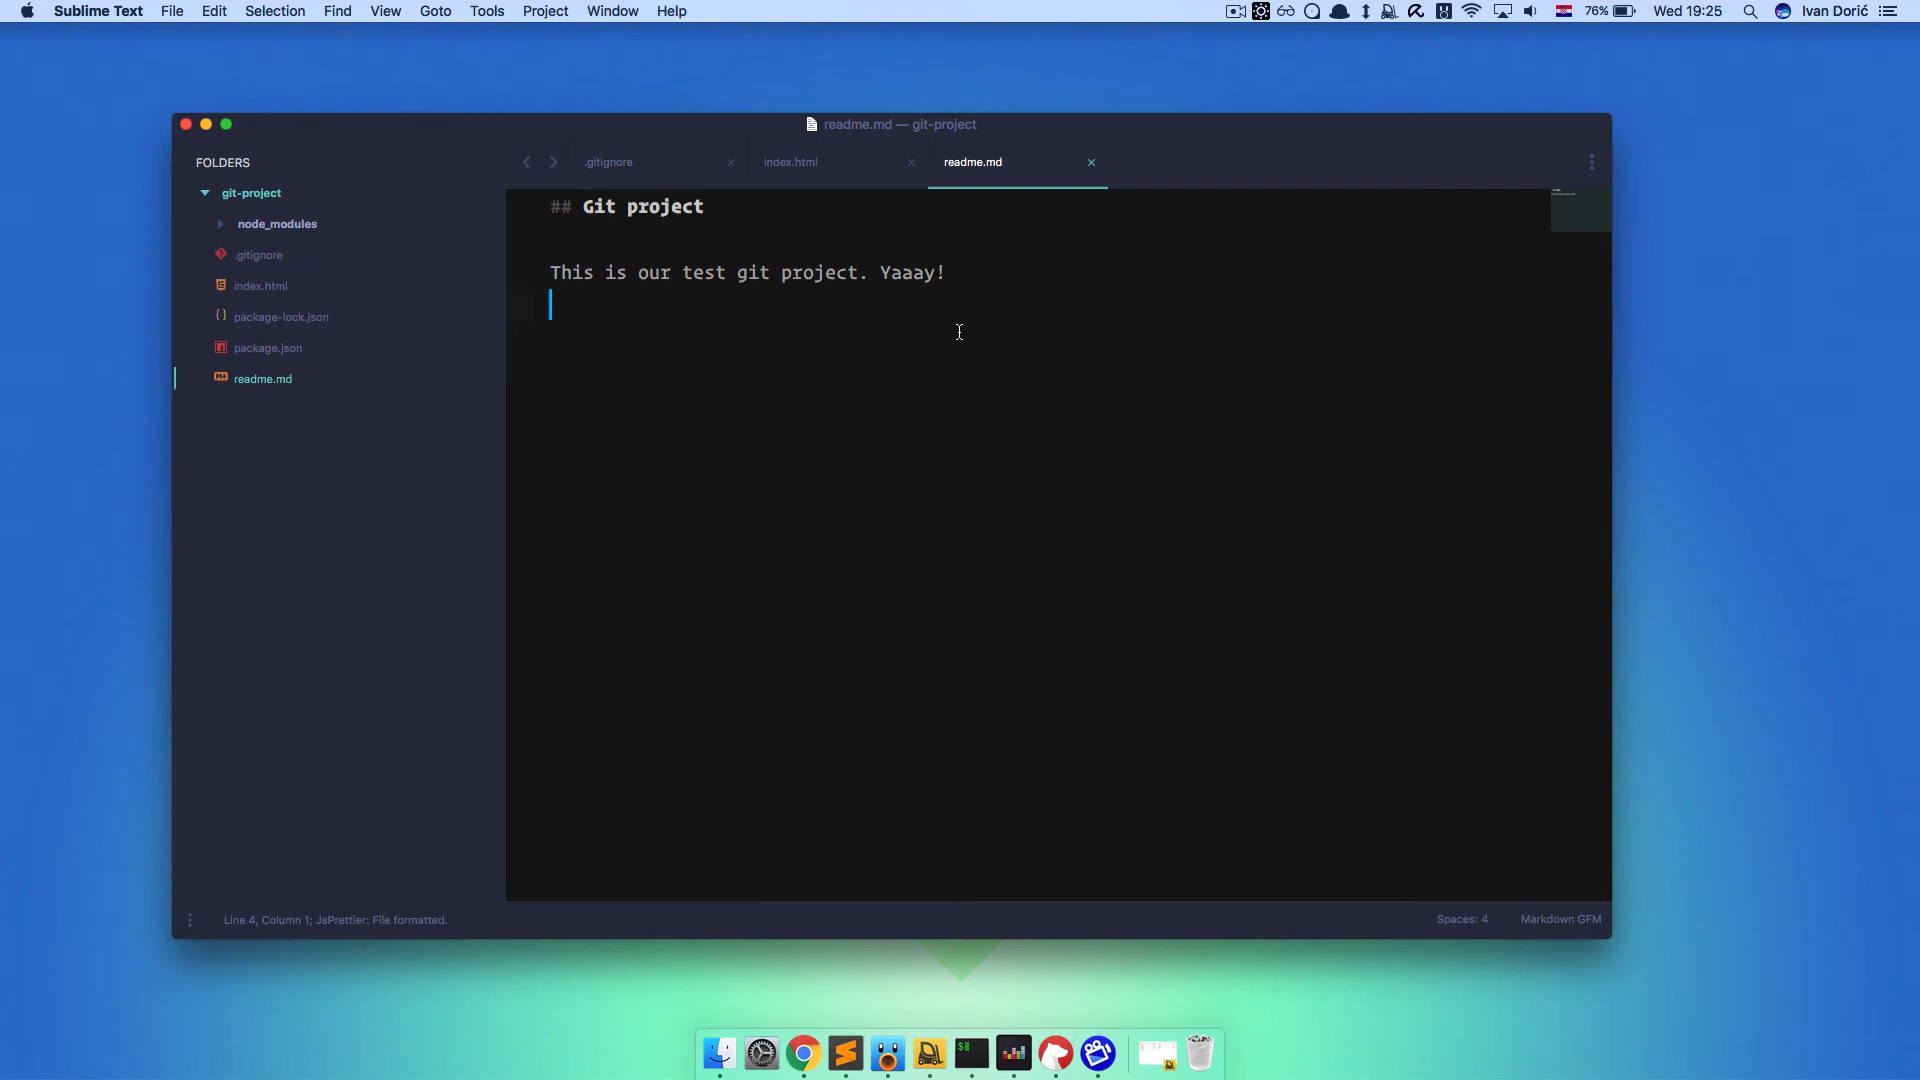 Sublime Text File Edit Selection Find View Goto Tools Project Window Help 76% Wed 19:25 Ivan Dorić
readme.md — git-project
FOLDERS
git-project
node_modules
.gitignore
index.html
package-lock.json
package.json
readme.md
.gitignore index.html readme.md
## Git project
This is our test git project. Yaaay!
Line 4, Column 1; JsPrettier: File formatted. Spaces: 4 Markdown GFM